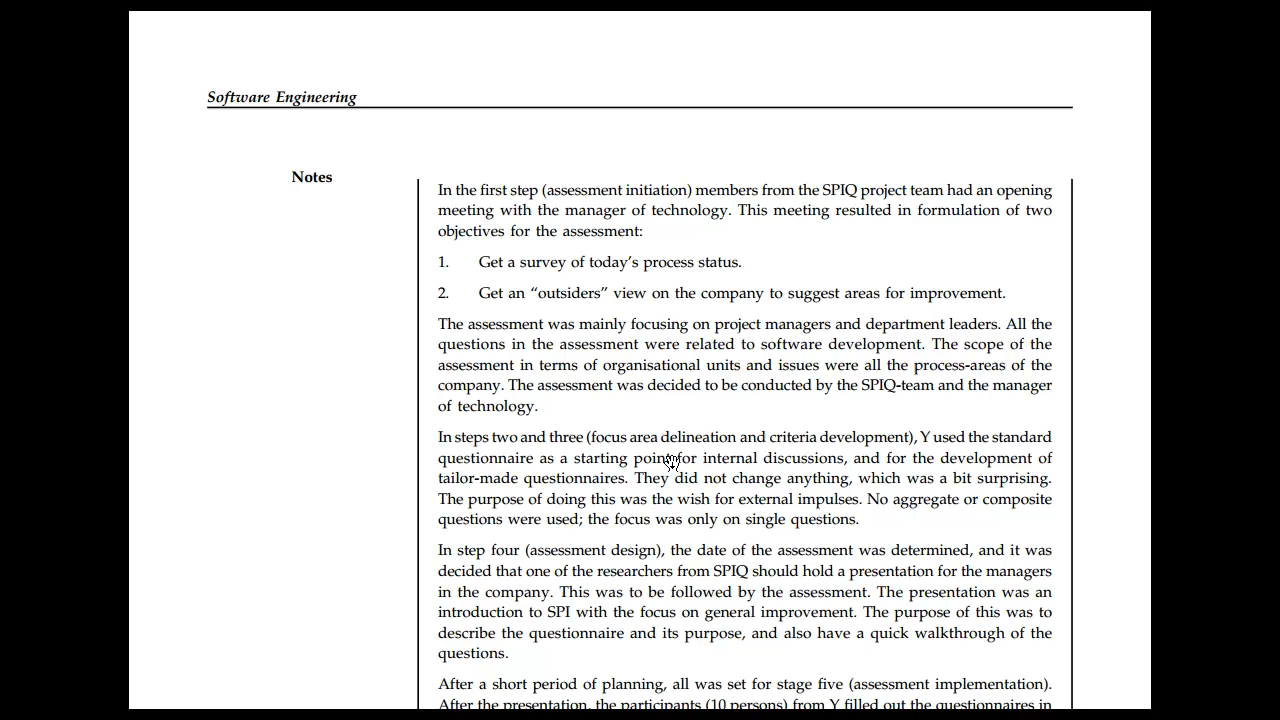 Software Engineering
Notes
In the first step (assessment initiation) members from the SPIQ project team had an opening
meeting with the manager of technology. This meeting resulted in formulation of two
objectives for the assessment:
1. Get a survey of today’s process status.
2. Get an “outsiders” view on the company to suggest areas for improvement.
The assessment was mainly focusing on project managers and department leaders. All the
questions in the assessment were related to software development. The scope of the
assessment in terms of organisational units and issues were all the process-areas of the
company. The assessment was decided to be conducted by the SPIQ-team and the manager
of technology.
In steps two and three (focus area delineation and criteria development), Y used the standard
questionnaire as a starting point for internal discussions, and for the development of
tailor-made questionnaires. They did not change anything, which was a bit surprising.
The purpose of doing this was the wish for external impulses. No aggregate or composite
questions were used; the focus was only on single questions.
In step four (assessment design), the date of the assessment was determined, and it was
decided that one of the researchers from SPIQ should hold a presentation for the managers
in the company. This was to be followed by the assessment. The presentation was an
introduction to SPI with the focus on general improvement. The purpose of this was to
describe the questionnaire and its purpose, and also have a quick walkthrough of the
questions.
After a short period of planning, all was set for stage five (assessment implementation).
After the presentation, the participants (10 persons) from Y filled out the questionnaires in